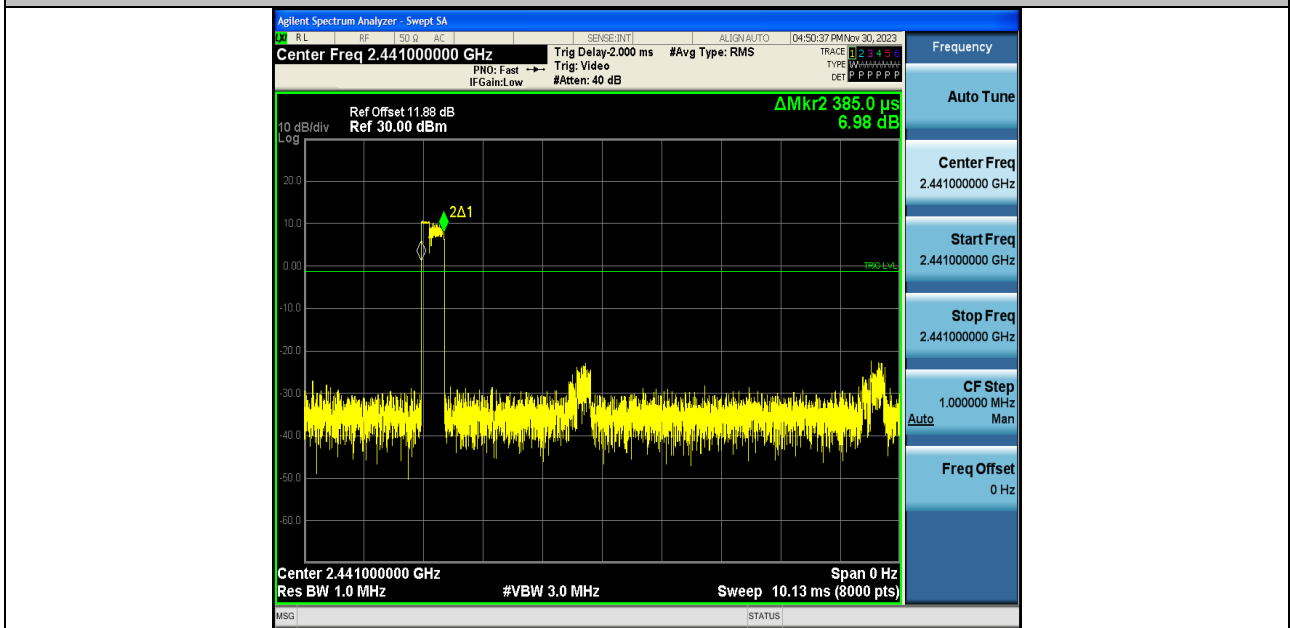 Agilent Spectrum Analyzer - Swept SA
LXI RL RF 50 Ω AC SENSE:INT ALIGN AUTO 04:50:37 PM Nov 30, 2023
Center Freq 2.441000000 GHz
PNO: Fast
IFGain:Low
Trig Delay-2.000 ms
Trig: Video
#Atten: 40 dB
#Avg Type: RMS
TRACE 1 2 3 4 5 6
TYPE WWWWWW
DET P P P P P P
ΔMkr2 385.0 µs
6.98 dB
Ref Offset 11.88 dB
10 dB/div Ref 30.00 dBm
Log
20.0
10.0
0.00
-10.0
-20.0
-30.0
-40.0
-50.0
-60.0
2Δ1
TRIG LVL
Center 2.441000000 GHz Span 0 Hz
Res BW 1.0 MHz #VBW 3.0 MHz Sweep 10.13 ms (8000 pts)
MSG STATUS
Frequency
Auto Tune
Center Freq
2.441000000 GHz
Start Freq
2.441000000 GHz
Stop Freq
2.441000000 GHz
CF Step
1.000000 MHz
Auto Man
Freq Offset
0 Hz